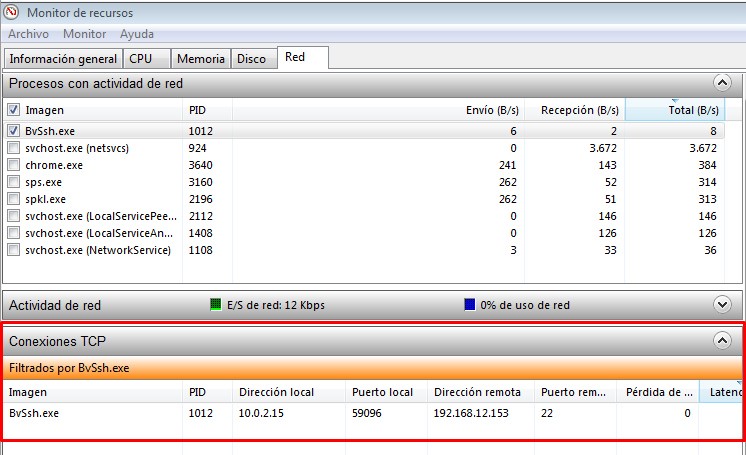 Monitor de recursos
Archivo Monitor Ayuda
Información general CPU Memoria Disco Red
Procesos con actividad de red
Imagen PID Envío (B/s) Recepción (B/s) Total (B/s)
BvSsh.exe 1012 6 2 8
svchost.exe (netsvcs) 924 0 3.672 3.672
chrome.exe 3640 241 143 384
sps.exe 3160 262 52 314
spkl.exe 2196 262 51 313
svchost.exe (LocalServicePee... 2112 0 146 146
svchost.exe (LocalServiceAn... 1408 0 126 126
svchost.exe (NetworkService) 1108 3 33 36
Actividad de red E/S de red: 12 Kbps 0% de uso de red
Conexiones TCP
Filtrados por BvSsh.exe
Imagen PID Dirección local Puerto local Dirección remota Puerto rem... Pérdida de ... Latenc
BvSsh.exe 1012 10.0.2.15 59096 192.168.12.153 22 0